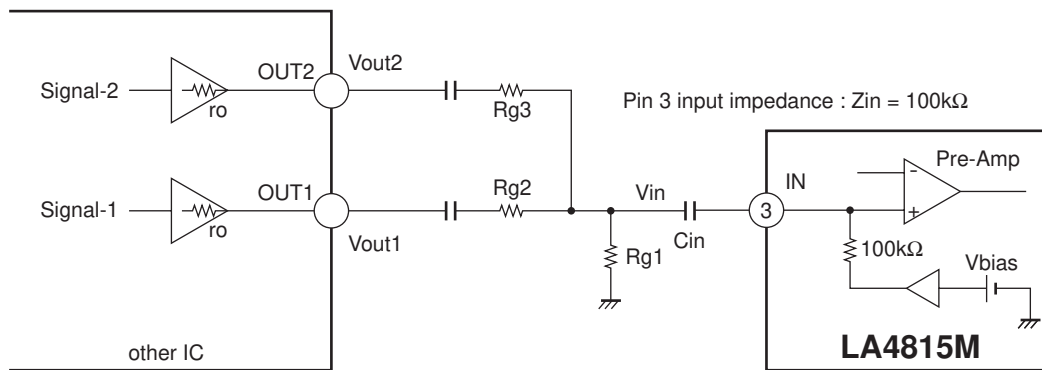 Signal-2
ro
OUT2
Vout2
Rg3
Pin 3 input impedance : Zin = 100kΩ
Signal-1
ro
OUT1
Vout1
Rg2
Rg1
Vin
Cin
3
IN
Pre-Amp
-
+
100kΩ
Vbias
other IC
LA4815M